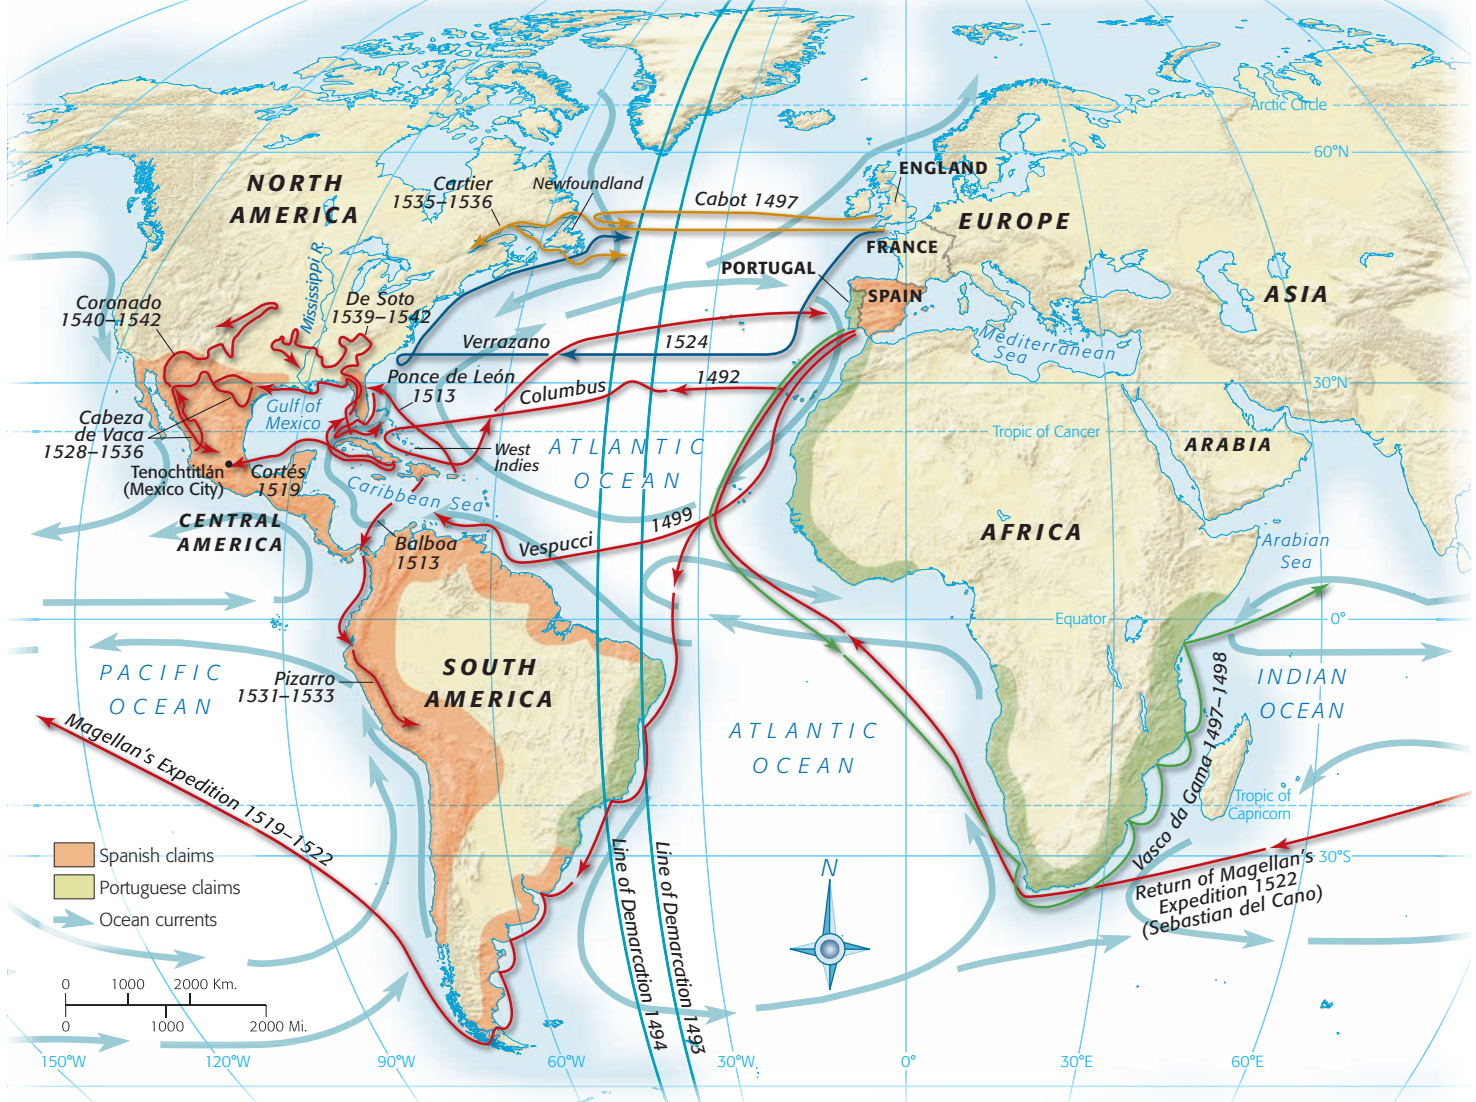 Arctic Circle
60°N
ENGLAND
NORTH
AMERICA
Cartier
1535–1536
Newfoundland
Cabot 1497
EUROPE
FRANCE
PORTUGAL
SPAIN
ASIA
Mississippi R.
Coronado
1540–1542
De Soto
1539–1542
Verrazano
1524
Mediterranean
Sea
Ponce de León
1513
Columbus
1492
30°N
Gulf of
Mexico
Cabeza
de Vaca
1528–1536
Tropic of Cancer
ARABIA
West
Indies
ATLANTIC
OCEAN
Tenochtitlán
(Mexico City)
Cortés
1519
Caribbean Sea
CENTRAL
AMERICA
Balboa
1513
Vespucci
1499
AFRICA
Arabian
Sea
Equator
0°
PACIFIC
OCEAN
SOUTH
AMERICA
Pizarro
1531–1533
INDIAN
OCEAN
ATLANTIC
OCEAN
Magellan's Expedition 1519–1522
Vasco da Gama 1497–1498
Tropic of
Capricorn
30°S
Return of Magellan's
Expedition 1522
(Sebastian del Cano)
Line of Demarcation 1494
Line of Demarcation 1493
N
Spanish claims
Portuguese claims
Ocean currents
0 1000 2000 Km.
0 1000 2000 Mi.
150°W 120°W 90°W 60°W 30°W 0° 30°E 60°E